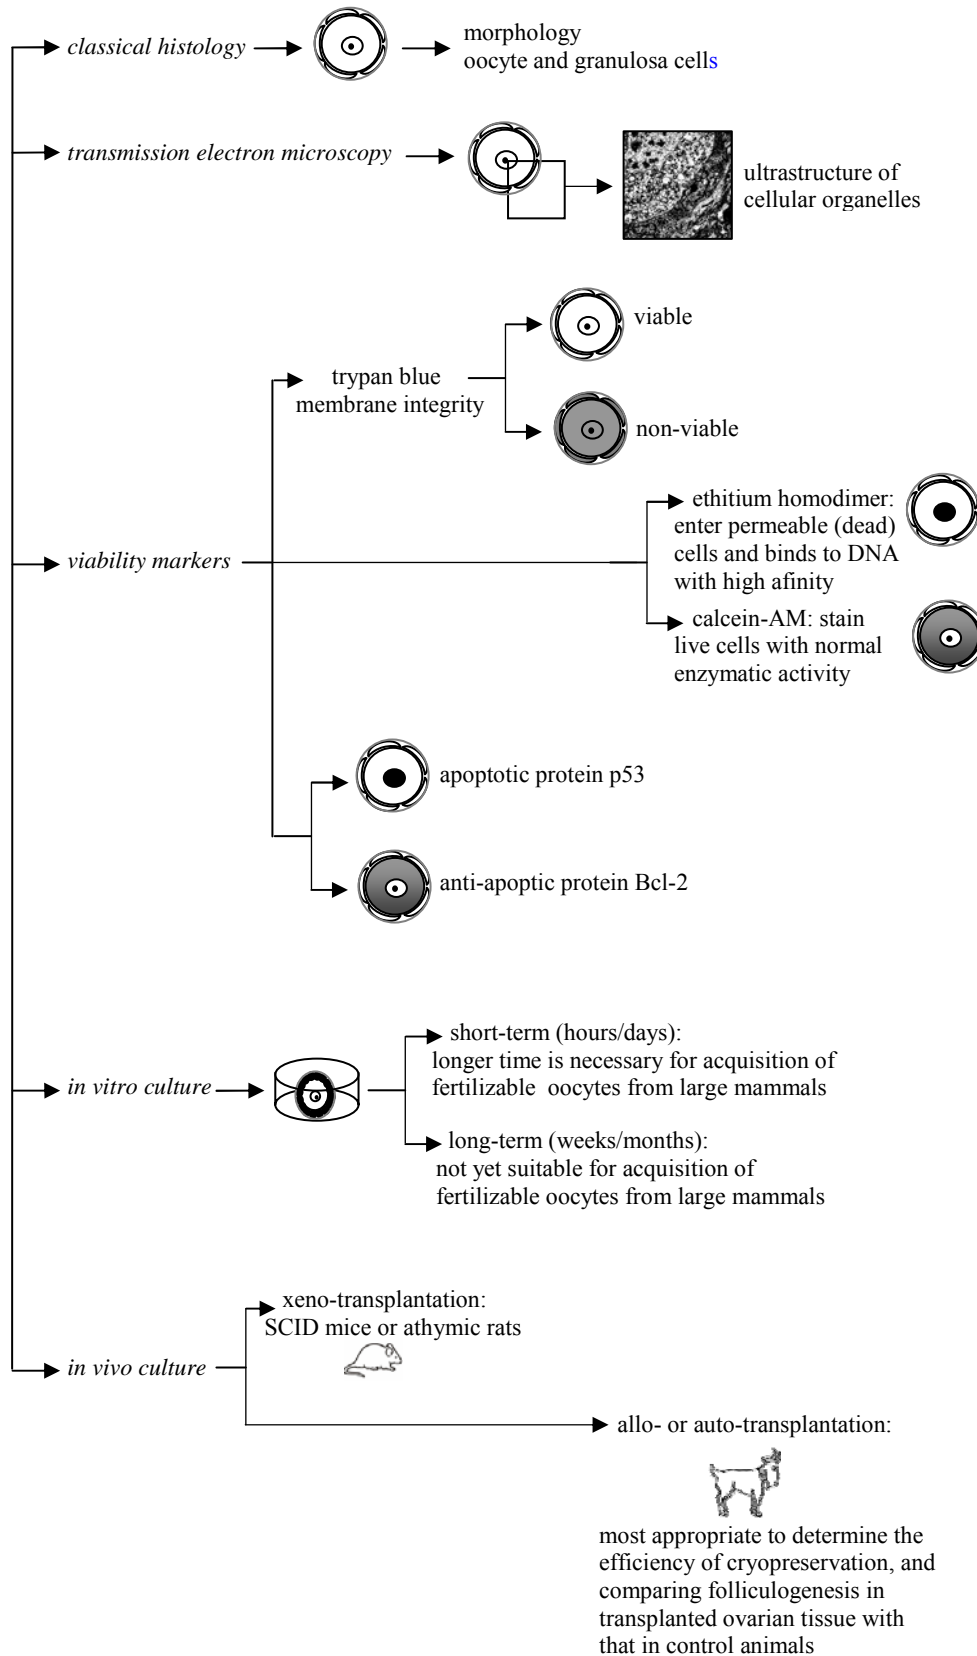 classical histology
morphology
oocyte and granulosa cells
transmission electron microscopy
ultrastructure of
cellular organelles
viability markers
trypan blue
membrane integrity
viable
non-viable
ethitium homodimer:
enter permeable (dead)
cells and binds to DNA
with high afinity
calcein-AM: stain
live cells with normal
enzymatic activity
apoptotic protein p53
anti-apoptic protein Bcl-2
in vitro culture
short-term (hours/days):
longer time is necessary for acquisition of
fertilizable oocytes from large mammals
long-term (weeks/months):
not yet suitable for acquisition of
fertilizable oocytes from large mammals
in vivo culture
xeno-transplantation:
SCID mice or athymic rats
allo- or auto-transplantation:
most appropriate to determine the
efficiency of cryopreservation, and
comparing folliculogenesis in
transplanted ovarian tissue with
that in control animals